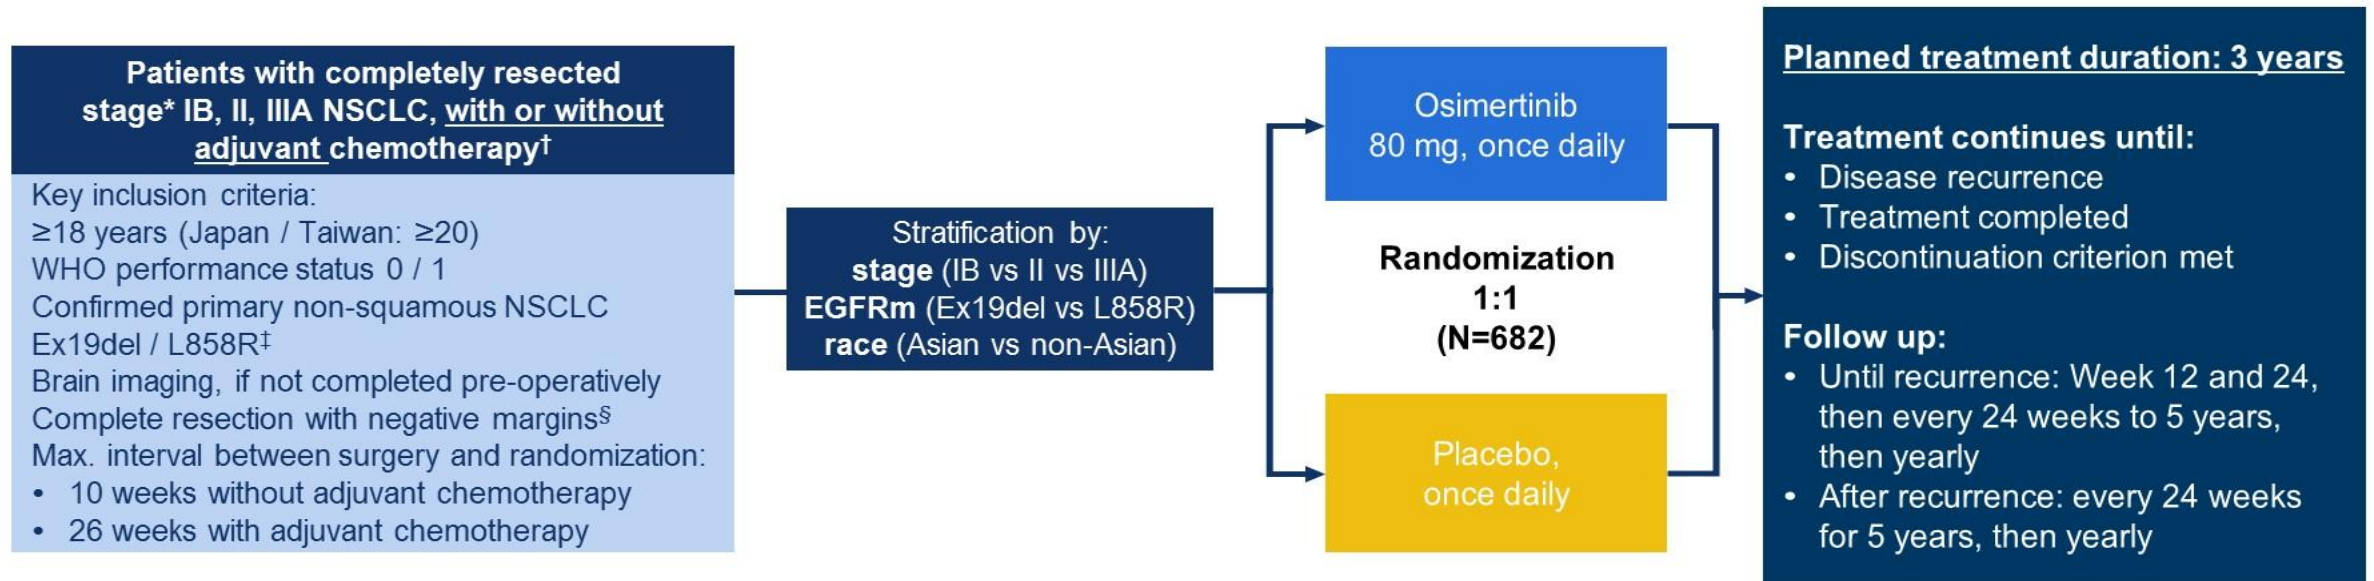 Patients with completely resected
stage* IB, II, IIIA NSCLC, with or without
adjuvant chemotherapy†
Key inclusion criteria:
≥18 years (Japan / Taiwan: ≥20)
WHO performance status 0 / 1
Confirmed primary non-squamous NSCLC
Ex19del / L858R‡
Brain imaging, if not completed pre-operatively
Complete resection with negative margins§
Max. interval between surgery and randomization:
• 10 weeks without adjuvant chemotherapy
• 26 weeks with adjuvant chemotherapy
Stratification by:
stage (IB vs II vs IIIA)
EGFRm (Ex19del vs L858R)
race (Asian vs non-Asian)
Osimertinib
80 mg, once daily
Randomization
1:1
(N=682)
Placebo,
once daily
Planned treatment duration: 3 years
Treatment continues until:
• Disease recurrence
• Treatment completed
• Discontinuation criterion met
Follow up:
• Until recurrence: Week 12 and 24,
then every 24 weeks to 5 years,
then yearly
• After recurrence: every 24 weeks
for 5 years, then yearly